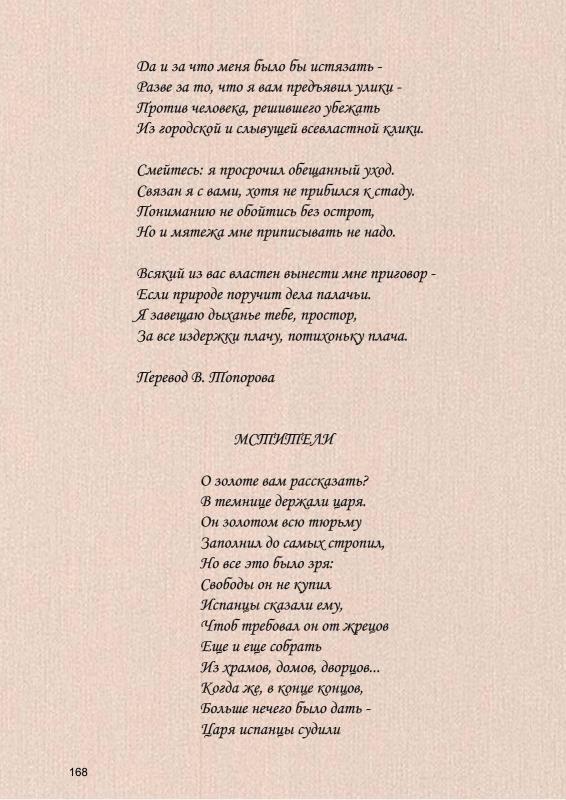 Да и за что меня было бы истязать -
Разве за то, что я вам предъявил улики -
Против человека, решившего убежать
Из городской и слывущей всевластной клики.

Смейтесь: я просрочил обещанный уход.
Связан я с вами, хотя не прибился к стаду.
Пониманию не обойтись без острот,
Но и мятежа мне приписывать не надо.

Всякий из вас властен вынести мне приговор -
Если природе поручит дела палачьи.
Я завещаю дыханье тебе, простор,
За все издержки плачу, потихоньку плача.

Перевод В. Топорова

МСТИТЕЛИ

О золоте вам рассказать?
В темнице держали царя.
Он золотом всю тюрьму
Заполнил до самых стропил,
Но все это было зря:
Свободы он не купил
Испанцы сказали ему,
Чтоб требовал он от жрецов
Еще и еще собрать
Из храмов, домов, дворцов...
Когда же, в конце концов,
Больше нечего было дать -
Царя испанцы судили

168